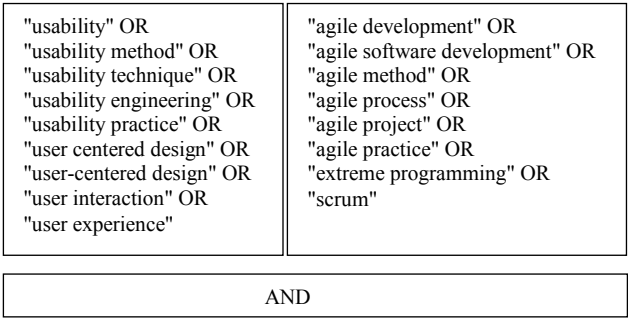 "usability" OR
"usability method" OR
"usability technique" OR
"usability engineering" OR
"usability practice" OR
"user centered design" OR
"user-centered design" OR
"user interaction" OR
"user experience"
"agile development" OR
"agile software development" OR
"agile method" OR
"agile process" OR
"agile project" OR
"agile practice" OR
"extreme programming" OR
"scrum"
AND